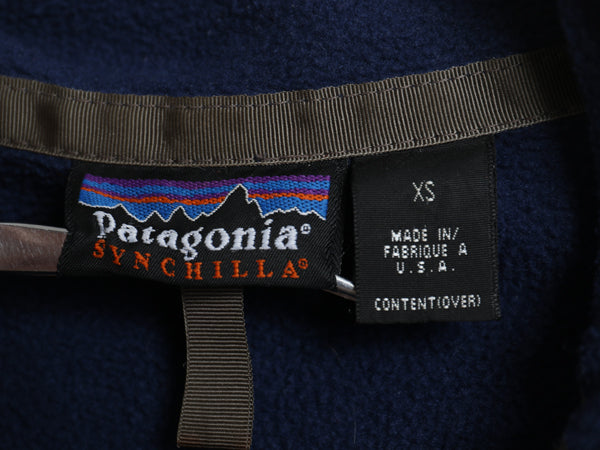 Patagonia®
SYNCHILLA®
XS
MADE IN/
FABRIQUE A
U.S.A.
CONTENT(OVER)